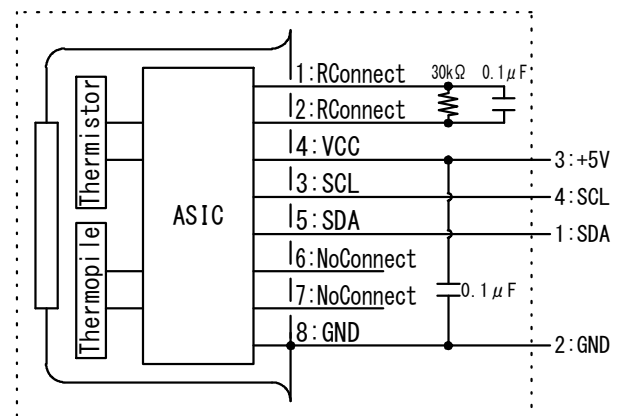 1:RConnect
30kΩ
0.1μF
2:RConnect
4:VCC
3:+5V
3:SCL
4:SCL
5:SDA
1:SDA
6:NoConnect
7:NoConnect
0.1μF
8:GND
2:GND
Thermistor
Thermopile
ASIC